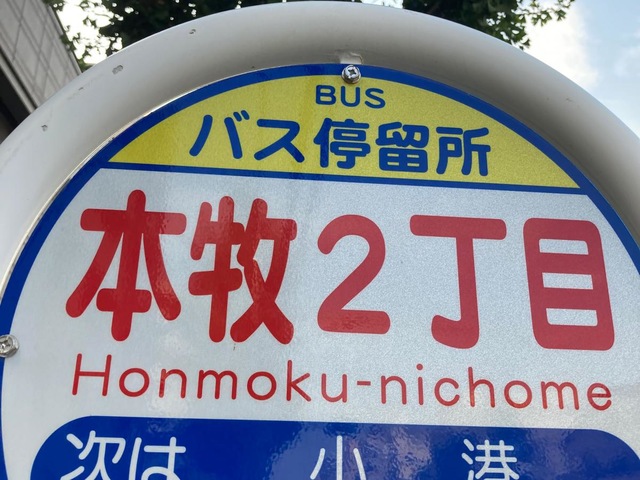 BUS
バス停留所
本牧2丁目
Honmoku-nichome
次は 小 港